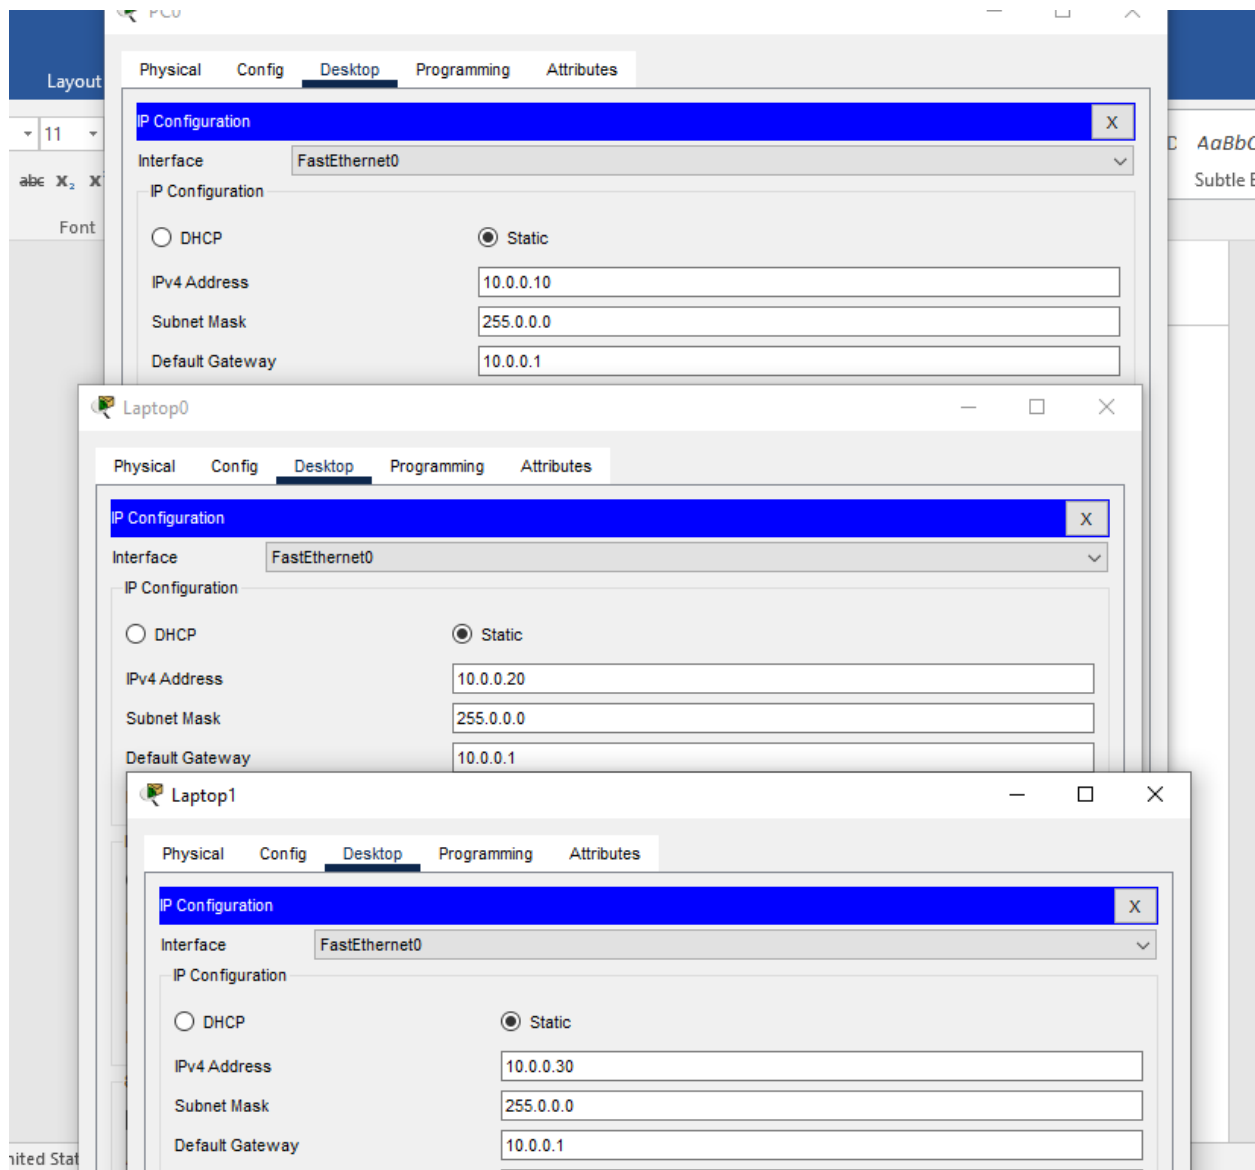 PC0
Layout
Physical Config Desktop Programming Attributes
IP Configuration X
11
Interface FastEthernet0
AaBbC
abc X₂ X
IP Configuration
Subtle E
Font
DHCP Static
IPv4 Address 10.0.0.10
Subnet Mask 255.0.0.0
Default Gateway 10.0.0.1
Laptop0
Physical Config Desktop Programming Attributes
IP Configuration X
Interface FastEthernet0
IP Configuration
DHCP Static
IPv4 Address 10.0.0.20
Subnet Mask 255.0.0.0
Default Gateway 10.0.0.1
Laptop1
Physical Config Desktop Programming Attributes
IP Configuration X
Interface FastEthernet0
IP Configuration
DHCP Static
IPv4 Address 10.0.0.30
Subnet Mask 255.0.0.0
Default Gateway 10.0.0.1
nited Stat